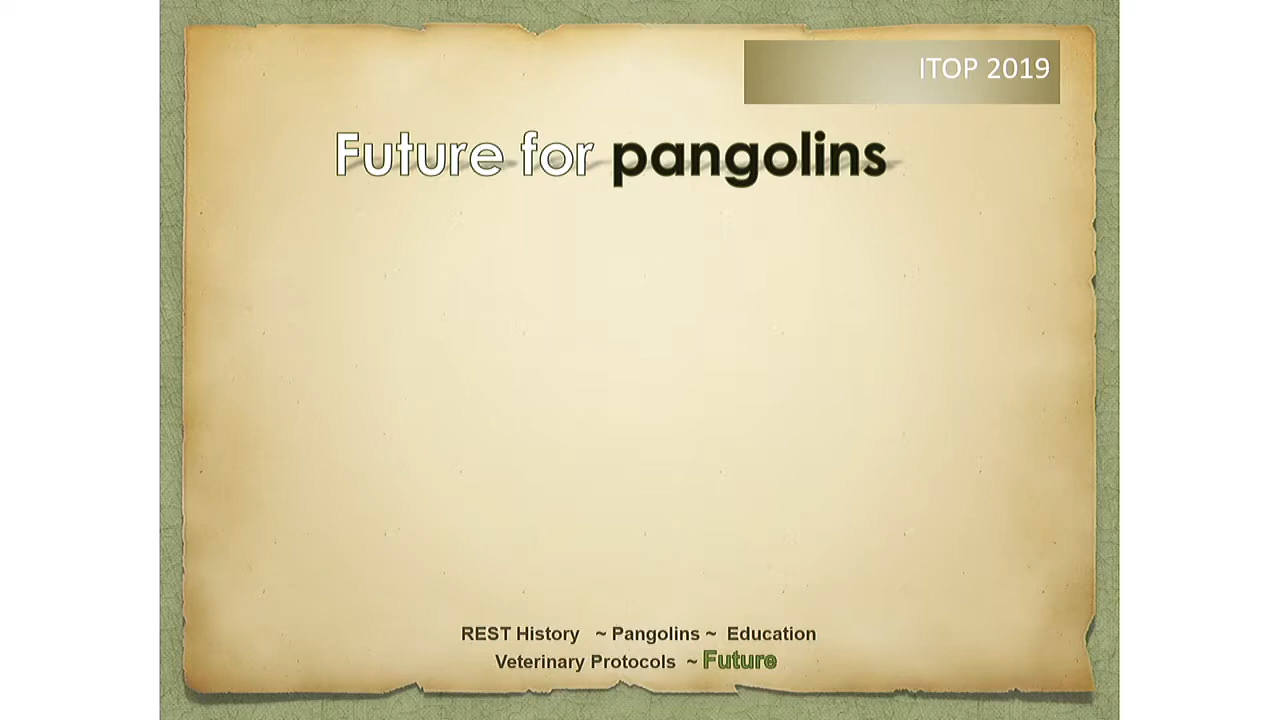 ITOP 2019
Future for pangolins
REST History ~ Pangolins ~ Education
Veterinary Protocols ~ Future